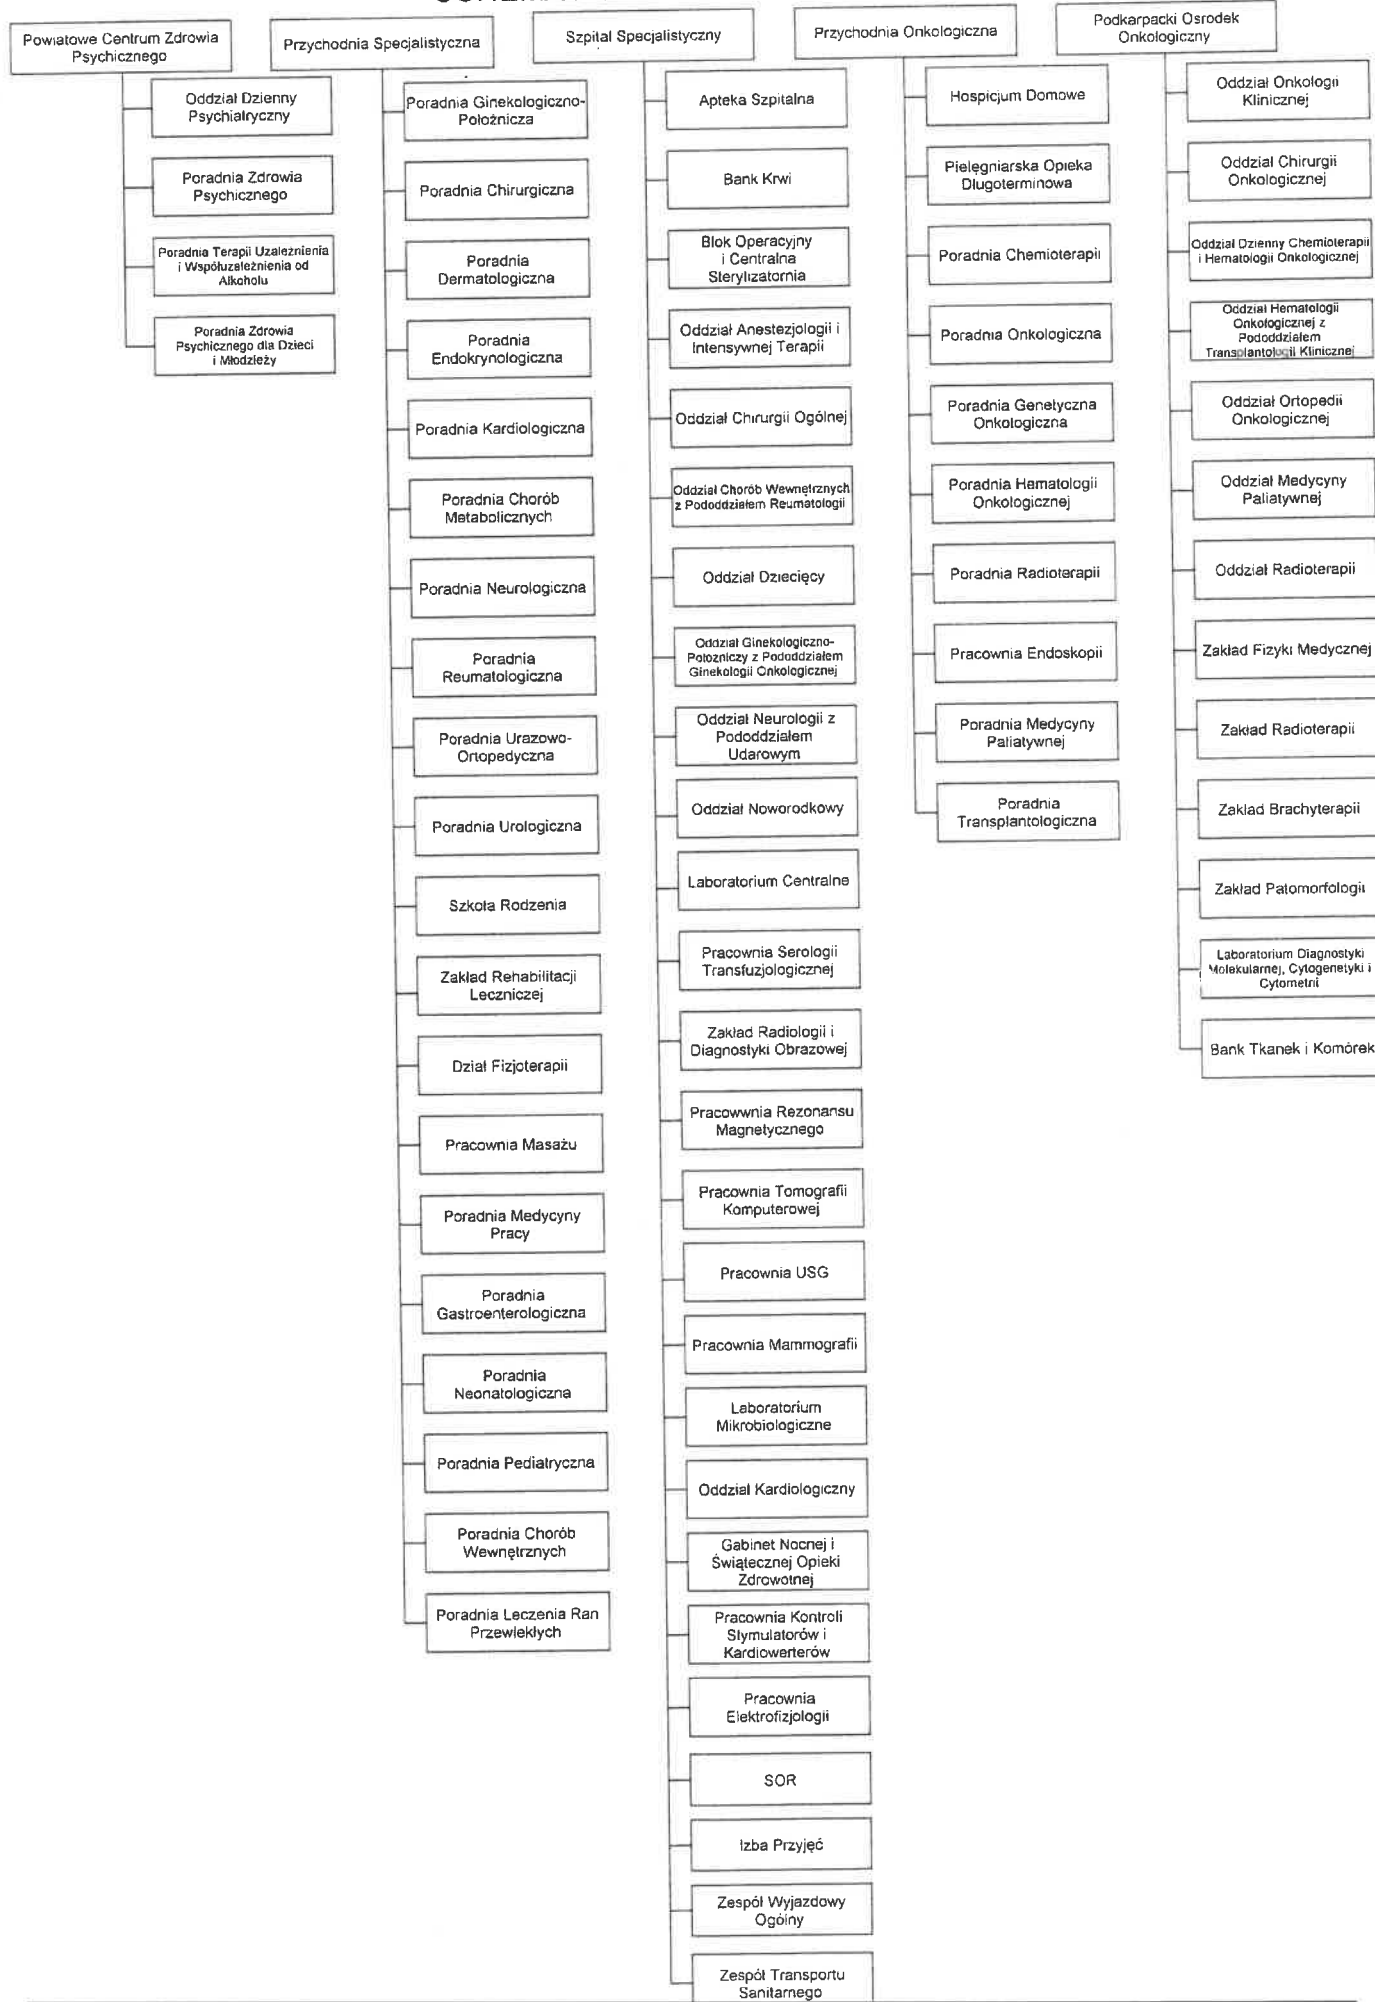 Powiatowe Centrum Zdrowia
Psychicznego
Oddział Dzienny
Psychiatryczny
Poradnia Zdrowia
Psychicznego
Poradnia Terapii Uzależnienia
i Współuzależnienia od
Alkoholu
Poradnia Zdrowia
Psychicznego dla Dzieci
i Młodzieży
Przychodnia Specjalistyczna
Poradnia Ginekologiczno-
Położnicza
Poradnia Chirurgiczna
Poradnia
Dermatologiczna
Poradnia
Endokrynologiczna
Poradnia Kardiologiczna
Poradnia Chorób
Metabolicznych
Poradnia Neurologiczna
Poradnia
Reumatologiczna
Poradnia Urazowo-
Ortopedyczna
Poradnia Urologiczna
Szkoła Rodzenia
Zakład Rehabilitacji
Leczniczej
Dział Fizjoterapii
Pracownia Masażu
Poradnia Medycyny
Pracy
Poradnia
Gastroenterologiczna
Poradnia
Neonatologiczna
Poradnia Pediatryczna
Poradnia Chorób
Wewnętrznych
Poradnia Leczenia Ran
Przewlekłych
Szpital Specjalistyczny
Apteka Szpitalna
Bank Krwi
Blok Operacyjny
i Centralna
Sterylizatornia
Oddział Anestezjologii i
Intensywnej Terapii
Oddział Chirurgii Ogólnej
Oddział Chorób Wewnętrznych
z Pododdziałem Reumatologii
Oddział Dziecięcy
Oddział Ginekologiczno-
Położniczy z Pododdziałem
Ginekologii Onkologicznej
Oddział Neurologii z
Pododdziałem
Udarowym
Oddział Noworodkowy
Laboratorium Centralne
Pracownia Serologii
Transfuzjologicznej
Zakład Radiologii i
Diagnostyki Obrazowej
Pracowwnia Rezonansu
Magnetycznego
Pracownia Tomografii
Komputerowej
Pracownia USG
Pracownia Mammografii
Laboratorium
Mikrobiologiczne
Oddział Kardiologiczny
Gabinet Nocnej i
Świątecznej Opieki
Zdrowotnej
Pracownia Kontroli
Stymulatorów i
Kardiowerterów
Pracownia
Elektrofizjologii
SOR
Izba Przyjęć
Zespół Wyjazdowy
Ogólny
Zespół Transportu
Sanitarnego
Przychodnia Onkologiczna
Hospicjum Domowe
Pielęgniarska Opieka
Długoterminowa
Poradnia Chemioterapii
Poradnia Onkologiczna
Poradnia Genetyczna
Onkologiczna
Poradnia Hematologii
Onkologicznej
Poradnia Radioterapii
Pracownia Endoskopii
Poradnia Medycyny
Paliatywnej
Poradnia
Transplantologiczna
Podkarpacki Osrodek
Onkologiczny
Oddział Onkologii
Klinicznej
Oddział Chirurgii
Onkologicznej
Oddział Dzienny Chemioterapii
i Hematologii Onkologicznej
Oddział Hematologii
Onkologicznej z
Pododdziałem
Transplantologii Klinicznej
Oddział Ortopedii
Onkologicznej
Oddział Medycyny
Paliatywnej
Oddział Radioterapii
Zakład Fizyki Medycznej
Zakład Radioterapii
Zakład Brachyterapii
Zakład Patomorfologii
Laboratorium Diagnostyki
Molekularnej, Cytogenetyki i
Cytometrii
Bank Tkanek i Komórek